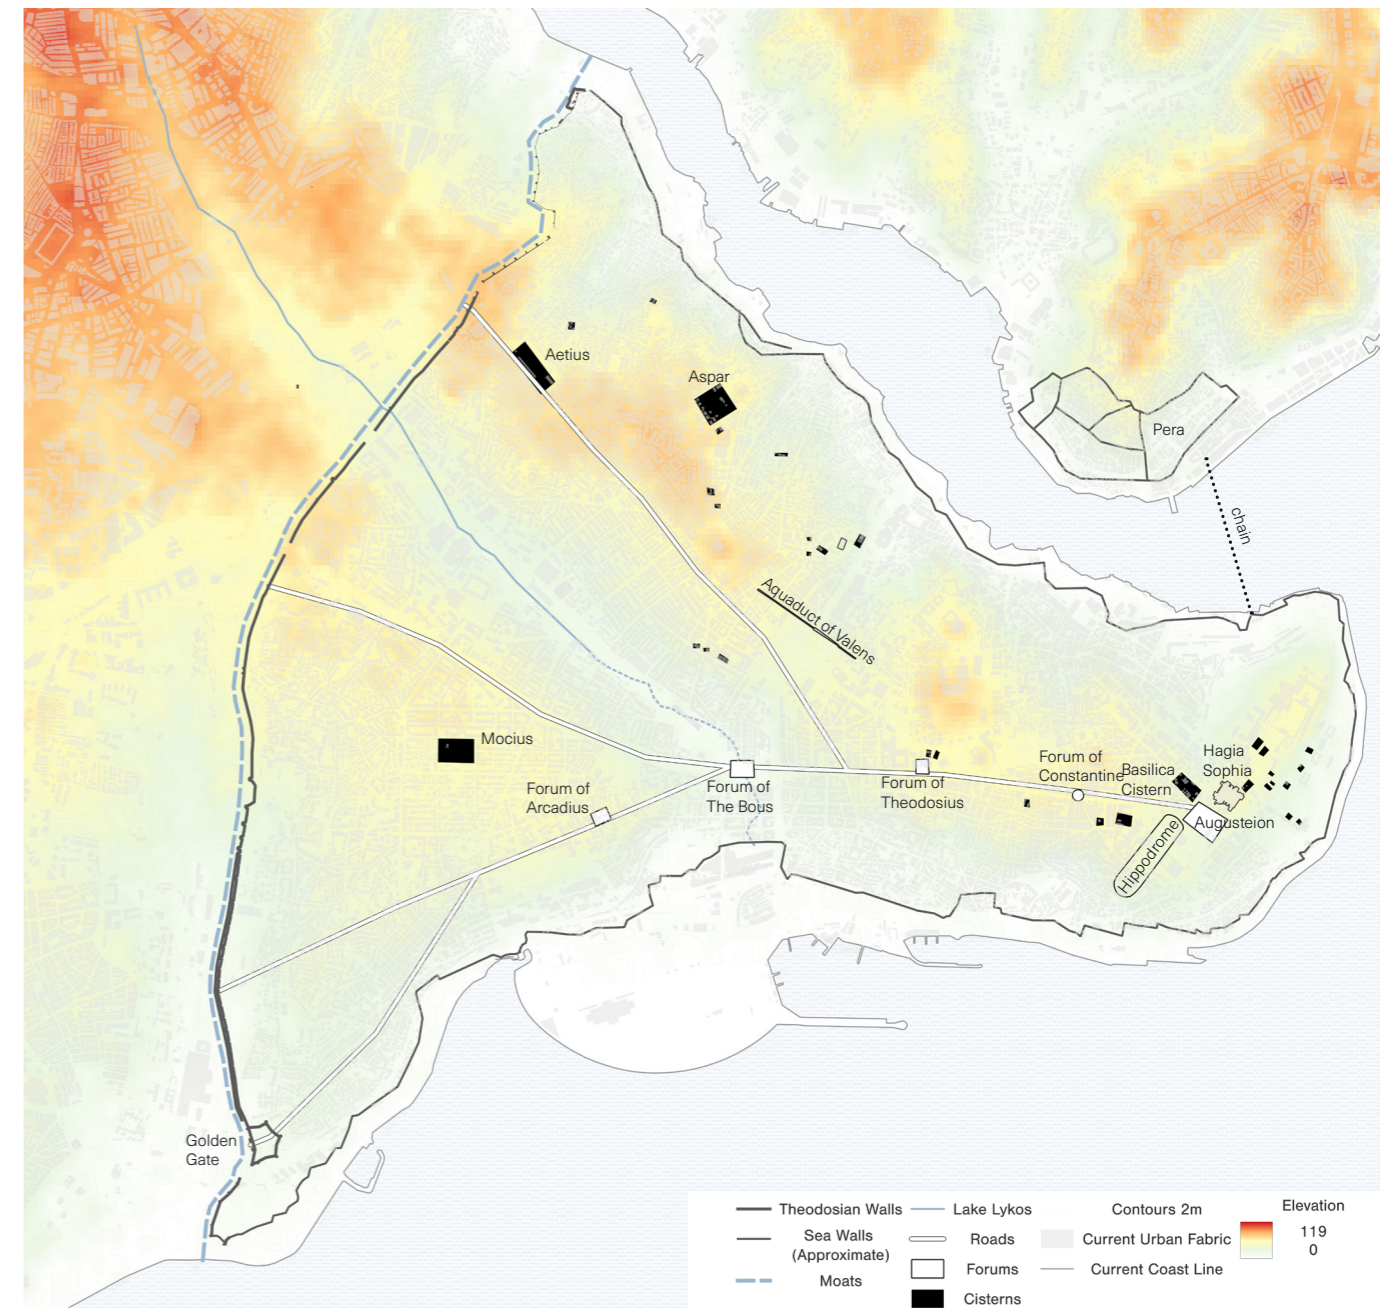 Aetius
Aspar
Pera
chain
Aquaduct of Valens
Mocius
Forum of
Arcadius
Forum of
The Bous
Forum of
Theodosius
Forum of
Constantine
Basilica
Cistern
Hagia
Sophia
Augusteion
Hippodrome
Golden
Gate
Theodosian Walls
Sea Walls
(Approximate)
Moats
Lake Lykos
Roads
Forums
Cisterns
Contours 2m
Current Urban Fabric
Current Coast Line
Elevation
119
0